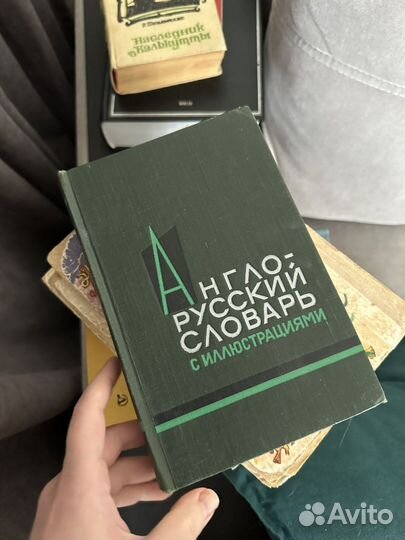 Наследник
из Калькутты
АНГЛО-
РУССКИЙ
СЛОВАРЬ
С ИЛЛЮСТРАЦИЯМИ
Avito